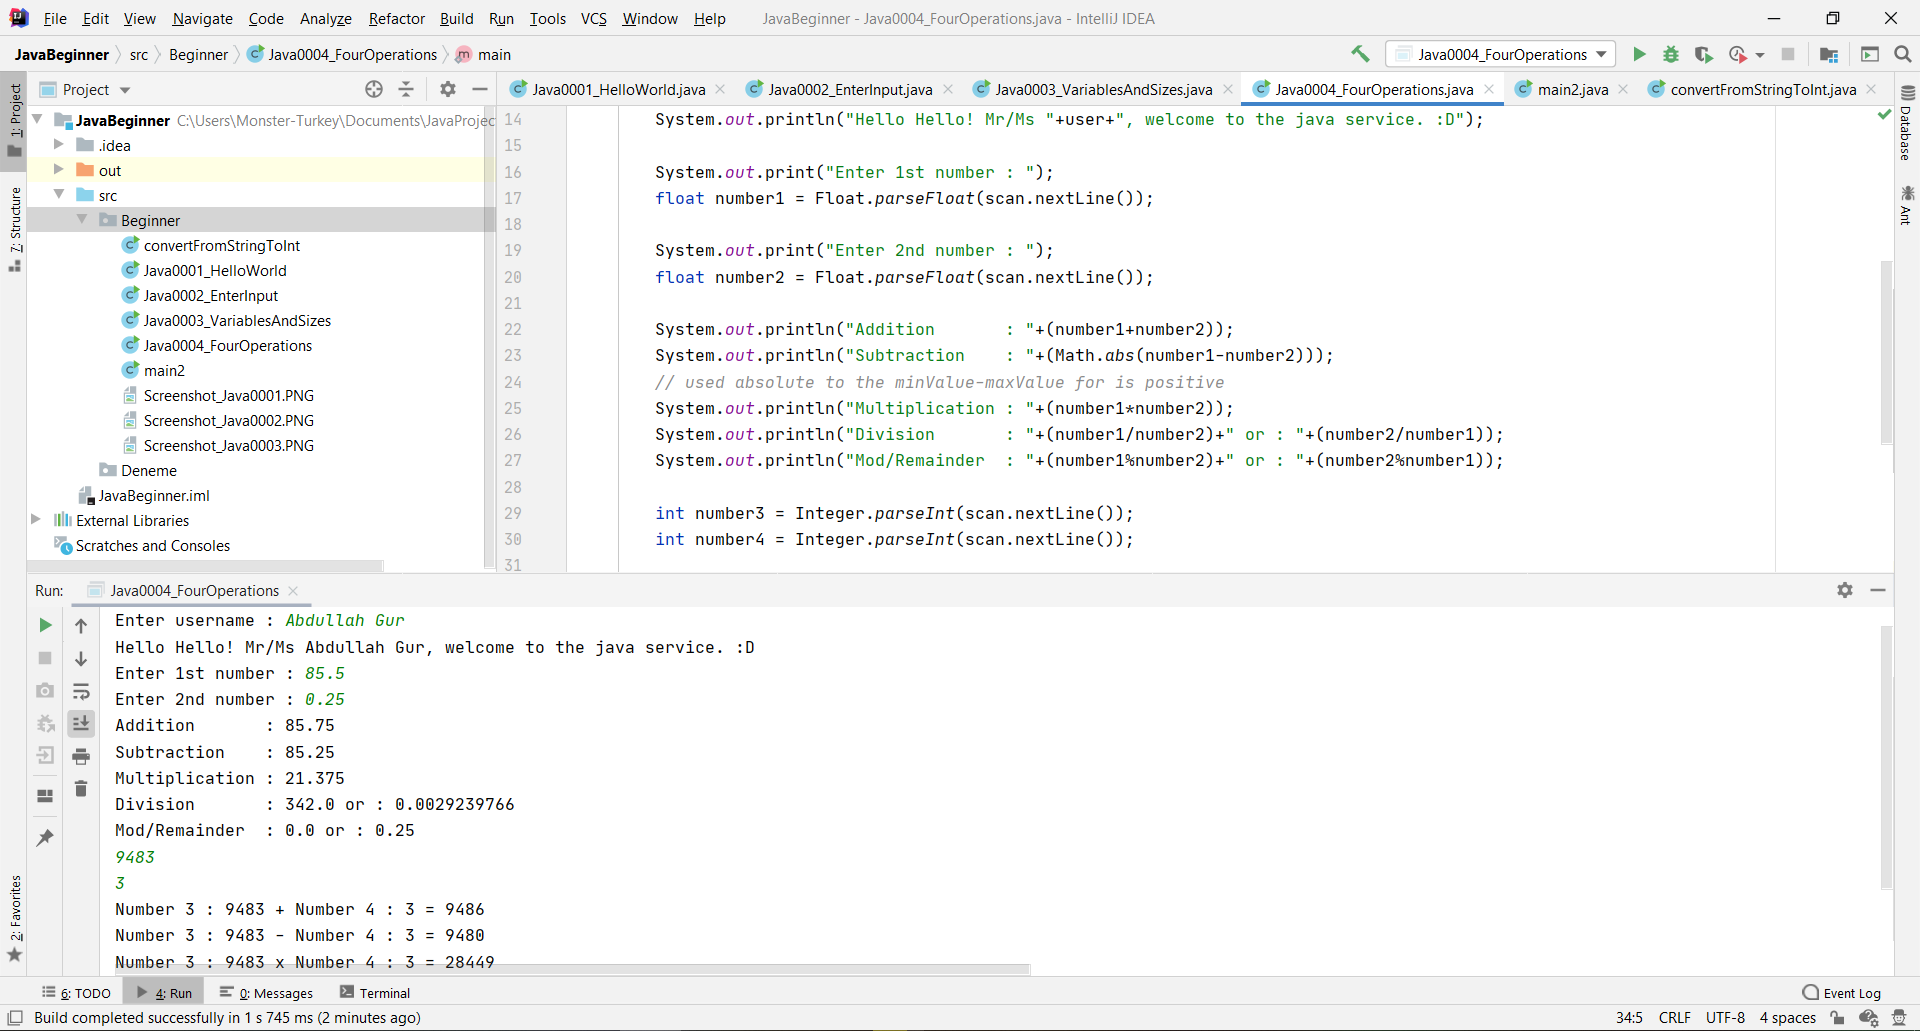 File Edit View Navigate Code Analyze Refactor Build Run Tools VCS Window Help JavaBeginner - Java0004_FourOperations.java - IntelliJ IDEA
JavaBeginner src Beginner Java0004_FourOperations main Java0004_FourOperations
Project Java0001_HelloWorld.java Java0002_EnterInput.java Java0003_VariablesAndSizes.java Java0004_FourOperations.java main2.java convertFromStringToInt.java
1: Project
7: Structure
2: Favorites
Database
Ant
JavaBeginner C:\Users\Monster-Turkey\Documents\JavaProjec
.idea
out
src
Beginner
convertFromStringToInt
Java0001_HelloWorld
Java0002_EnterInput
Java0003_VariablesAndSizes
Java0004_FourOperations
main2
Screenshot_Java0001.PNG
Screenshot_Java0002.PNG
Screenshot_Java0003.PNG
Deneme
JavaBeginner.iml
External Libraries
Scratches and Consoles
14 System.out.println("Hello Hello! Mr/Ms "+user+", welcome to the java service. :D");
15
16 System.out.print("Enter 1st number : ");
17 float number1 = Float.parseFloat(scan.nextLine());
18
19 System.out.print("Enter 2nd number : ");
20 float number2 = Float.parseFloat(scan.nextLine());
21
22 System.out.println("Addition       : "+(number1+number2));
23 System.out.println("Subtraction    : "+(Math.abs(number1-number2)));
24 // used absolute to the minValue-maxValue for is positive
25 System.out.println("Multiplication : "+(number1*number2));
26 System.out.println("Division       : "+(number1/number2)+" or : "+(number2/number1));
27 System.out.println("Mod/Remainder  : "+(number1%number2)+" or : "+(number2%number1));
28
29 int number3 = Integer.parseInt(scan.nextLine());
30 int number4 = Integer.parseInt(scan.nextLine());
31
Run: Java0004_FourOperations
Enter username : Abdullah Gur
Hello Hello! Mr/Ms Abdullah Gur, welcome to the java service. :D
Enter 1st number : 85.5
Enter 2nd number : 0.25
Addition       : 85.75
Subtraction    : 85.25
Multiplication : 21.375
Division       : 342.0 or : 0.0029239766
Mod/Remainder  : 0.0 or : 0.25
9483
3
Number 3 : 9483 + Number 4 : 3 = 9486
Number 3 : 9483 - Number 4 : 3 = 9480
Number 3 : 9483 x Number 4 : 3 = 28449
6: TODO 4: Run 0: Messages Terminal Event Log
Build completed successfully in 1 s 745 ms (2 minutes ago) 34:5 CRLF UTF-8 4 spaces